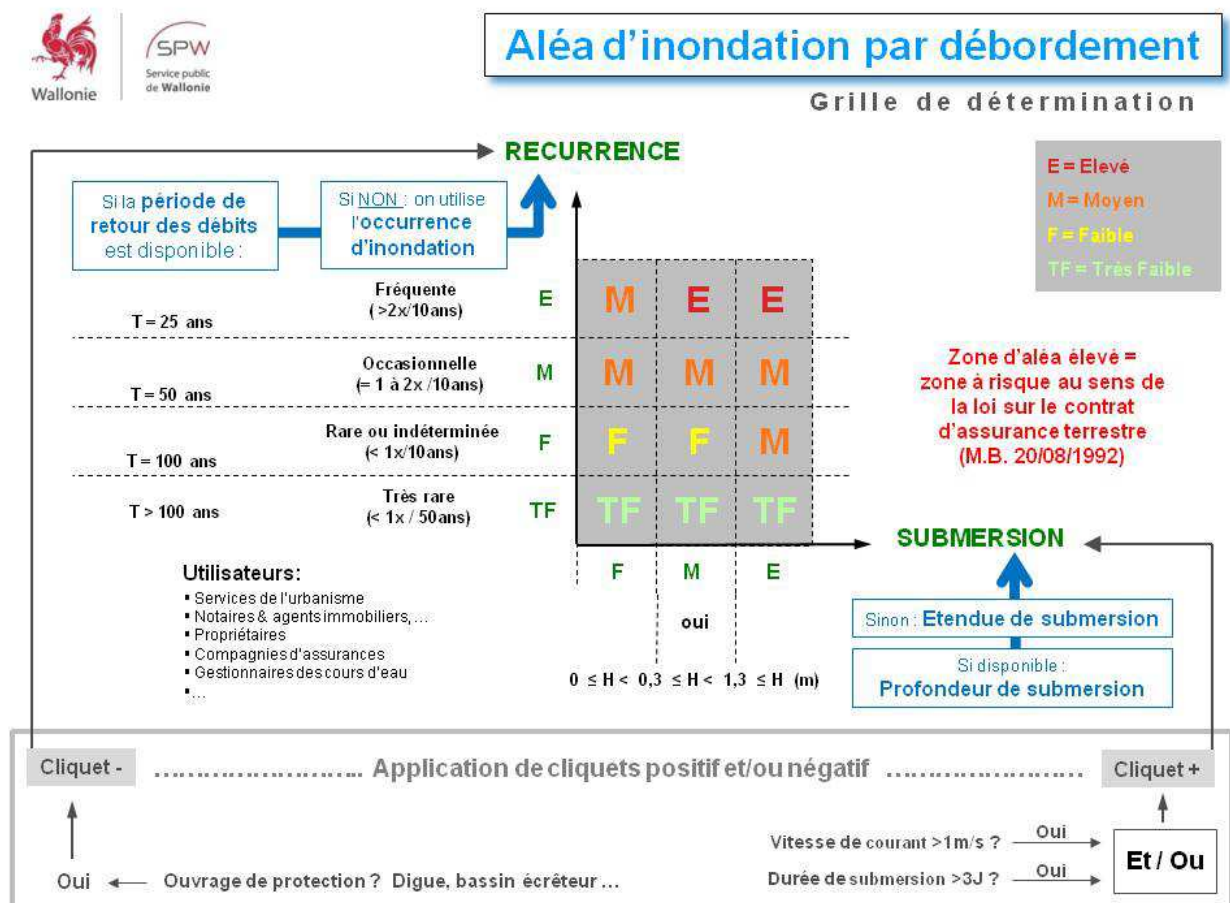 Wallonie
SPW
Service public
de Wallonie
Aléa d'inondation par débordement
Grille de détermination
RECURRENCE
Si la période de
retour des débits
est disponible :
Si NON : on utilise
l'occurrence
d'inondation
E = Elevé
M = Moyen
F = Faible
TF = Très Faible
T = 25 ans
Fréquente
(>2x/10ans)
E
M E E
T = 50 ans
Occasionnelle
(= 1 à 2x /10ans)
M
M M M
T = 100 ans
Rare ou indéterminée
(< 1x/10ans)
F
F F M
T > 100 ans
Très rare
(< 1x / 50ans)
TF
TF TF TF
Zone d'aléa élevé =
zone à risque au sens de
la loi sur le contrat
d'assurance terrestre
(M.B. 20/08/1992)
SUBMERSION
F M E
oui
0 ≤ H < 0,3 ≤ H < 1,3 ≤ H (m)
Sinon : Etendue de submersion
Si disponible :
Profondeur de submersion
Utilisateurs:
▪ Services de l'urbanisme
▪ Notaires & agents immobiliers, …
▪ Propriétaires
▪ Compagnies d'assurances
▪ Gestionnaires des cours d'eau
▪ …
Cliquet - ........................ Application de cliquets positif et/ou négatif ........................ Cliquet +
Vitesse de courant >1m/s ? Oui
Et / Ou
Durée de submersion >3J ? Oui
Oui Ouvrage de protection ? Digue, bassin écrêteur …